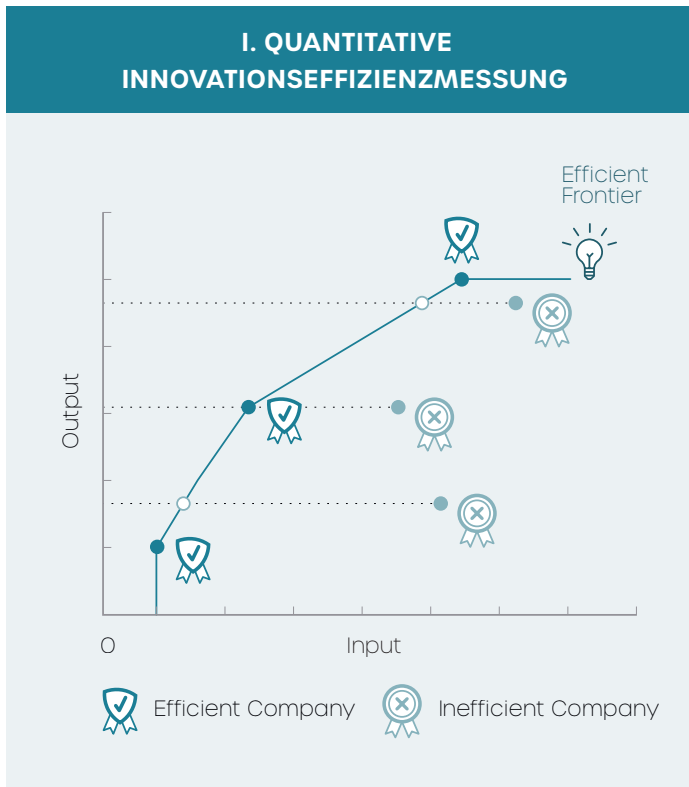 I. QUANTITATIVE
INNOVATIONSEFFIZIENZMESSUNG
Efficient
Frontier
Output
0
Input
Efficient Company
Inefficient Company